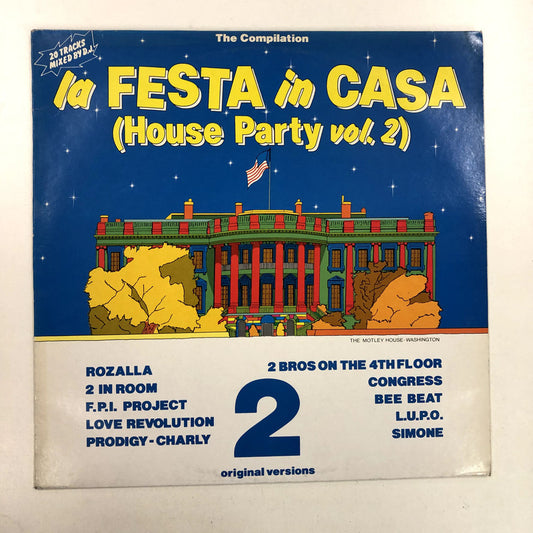 The Compilation
20 TRACKS
MIXED BY D.J.
la FESTA in CASA
(House Party vol. 2)
THE MOTLEY HOUSE-WASHINGTON
ROZALLA
2 IN ROOM
F.P.I. PROJECT
LOVE REVOLUTION
PRODIGY-CHARLY
2
original versions
2 BROS ON THE 4TH FLOOR
CONGRESS
BEE BEAT
L.U.P.O.
SIMONE